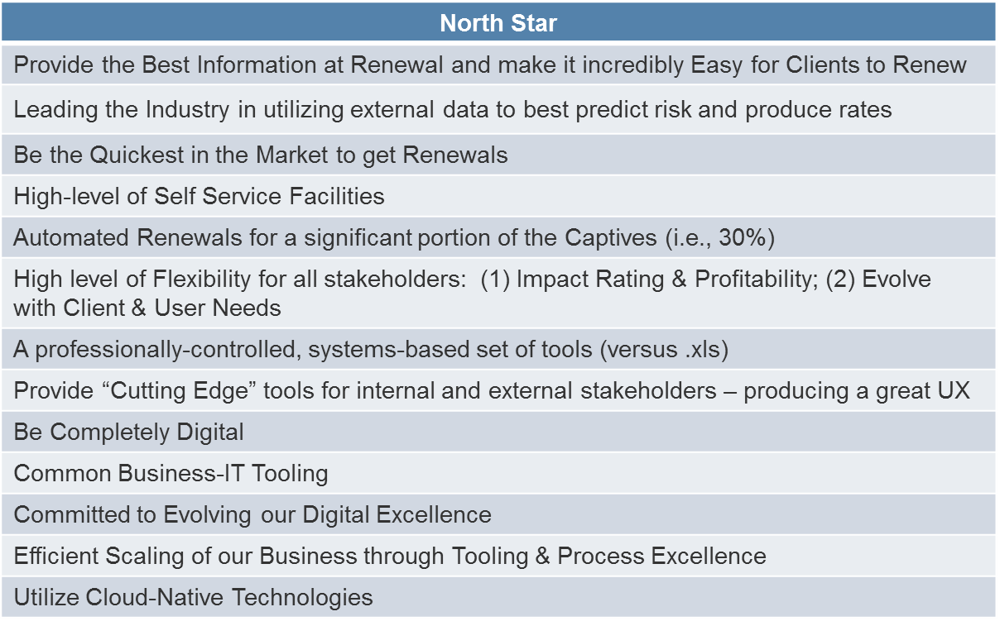 North Star
Provide the Best Information at Renewal and make it incredibly Easy for Clients to Renew
Leading the Industry in utilizing external data to best predict risk and produce rates
Be the Quickest in the Market to get Renewals
High-level of Self Service Facilities
Automated Renewals for a significant portion of the Captives (i.e., 30%)
High level of Flexibility for all stakeholders:  (1) Impact Rating & Profitability; (2) Evolve
with Client & User Needs
A professionally-controlled, systems-based set of tools (versus .xls)
Provide “Cutting Edge” tools for internal and external stakeholders – producing a great UX
Be Completely Digital
Common Business-IT Tooling
Committed to Evolving our Digital Excellence
Efficient Scaling of our Business through Tooling & Process Excellence
Utilize Cloud-Native Technologies